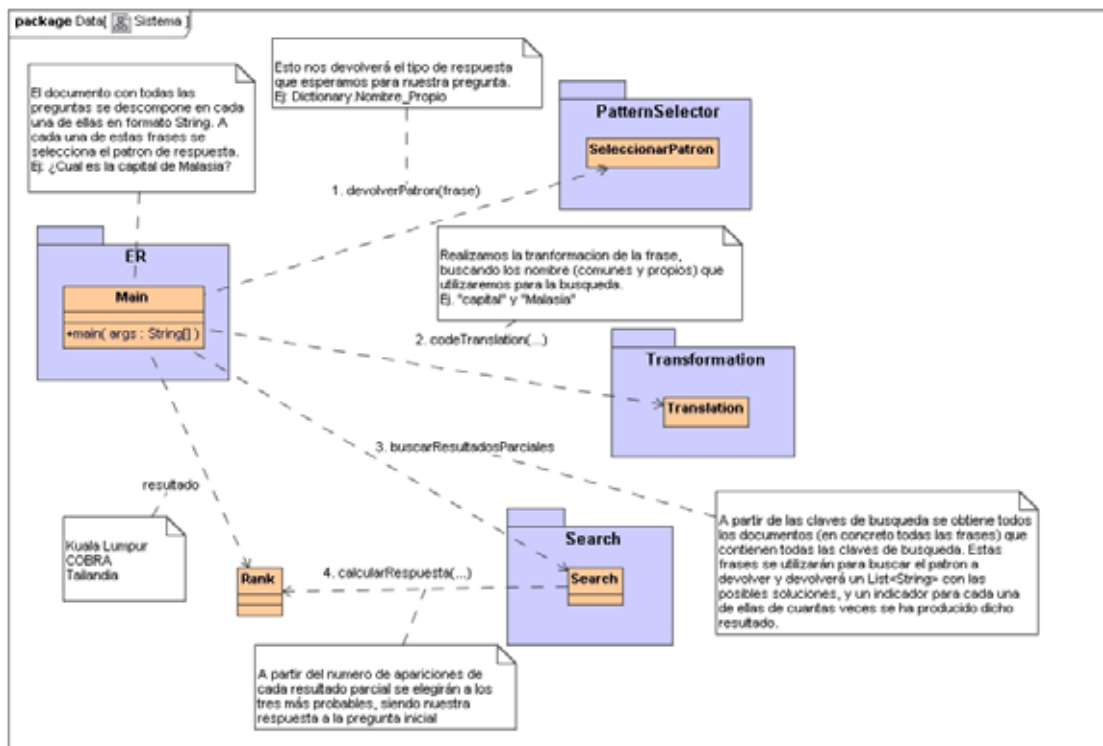 package Data[ Sistema ]
El documento con todas las
preguntas se descompone en cada
una de ellas en formato String. A
cada una de estas frases se
selecciona el patron de respuesta.
Ej: ¿Cual es la capital de Malasia?
Esto nos devolverá el tipo de respuesta
que esperamos para nuestra pregunta.
Ej: Dictionary.Nombre_Propio
PatternSelector
SeleccionarPatron
1. devolverPatron(frase)
ER
Main
+main( args : String[] )
Realizamos la tranformacion de la frase,
buscando los nombre (comunes y propios) que
utilizaremos para la busqueda.
Ej. "capital" y "Malasia"
2. codeTranslation(...)
Transformation
Translation
3. buscarResultadosParciales
resultado
Kuala Lumpur
COBRA
Tailandia
Rank
4. calcularRespuesta(...)
Search
Search
A partir de las claves de busqueda se obtiene todos
los documentos (en concreto todas las frases) que
contienen todas las claves de busqueda. Estas
frases se utilizarán para buscar el patron a
devolver y devolverá un List<String> con las
posibles soluciones, y un indicador para cada una
de ellas de cuantas veces se ha producido dicho
resultado.
A partir del numero de apariciones de
cada resultado parcial se elegirán a los
tres más probables, siendo nuestra
respuesta a la pregunta inicial